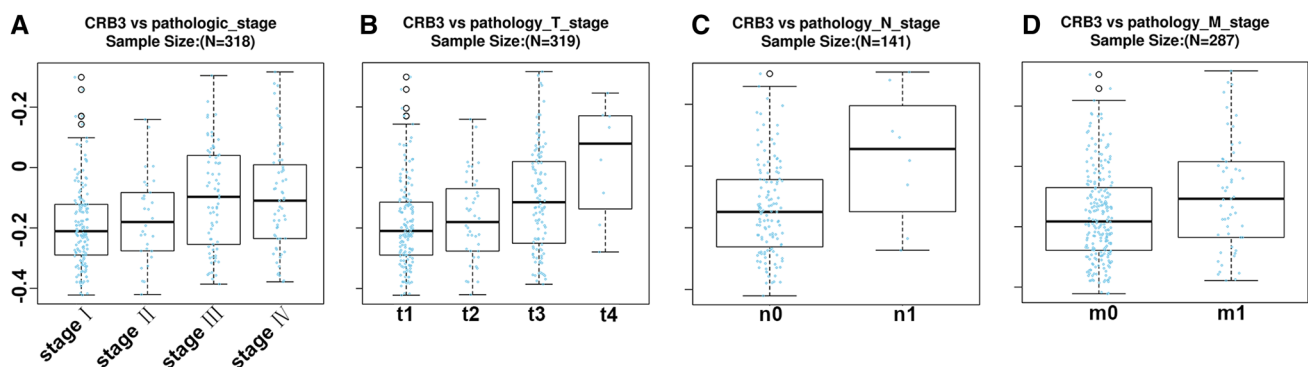 A
CRB3 vs pathologic_stage
Sample Size:(N=318)
-0.2
0
-0.2
-0.4
stage Ⅰ
stage Ⅱ
stage Ⅲ
stage Ⅳ
B
CRB3 vs pathology_T_stage
Sample Size:(N=319)
t1
t2
t3
t4
C
CRB3 vs pathology_N_stage
Sample Size:(N=141)
n0
n1
D
CRB3 vs pathology_M_stage
Sample Size:(N=287)
m0
m1